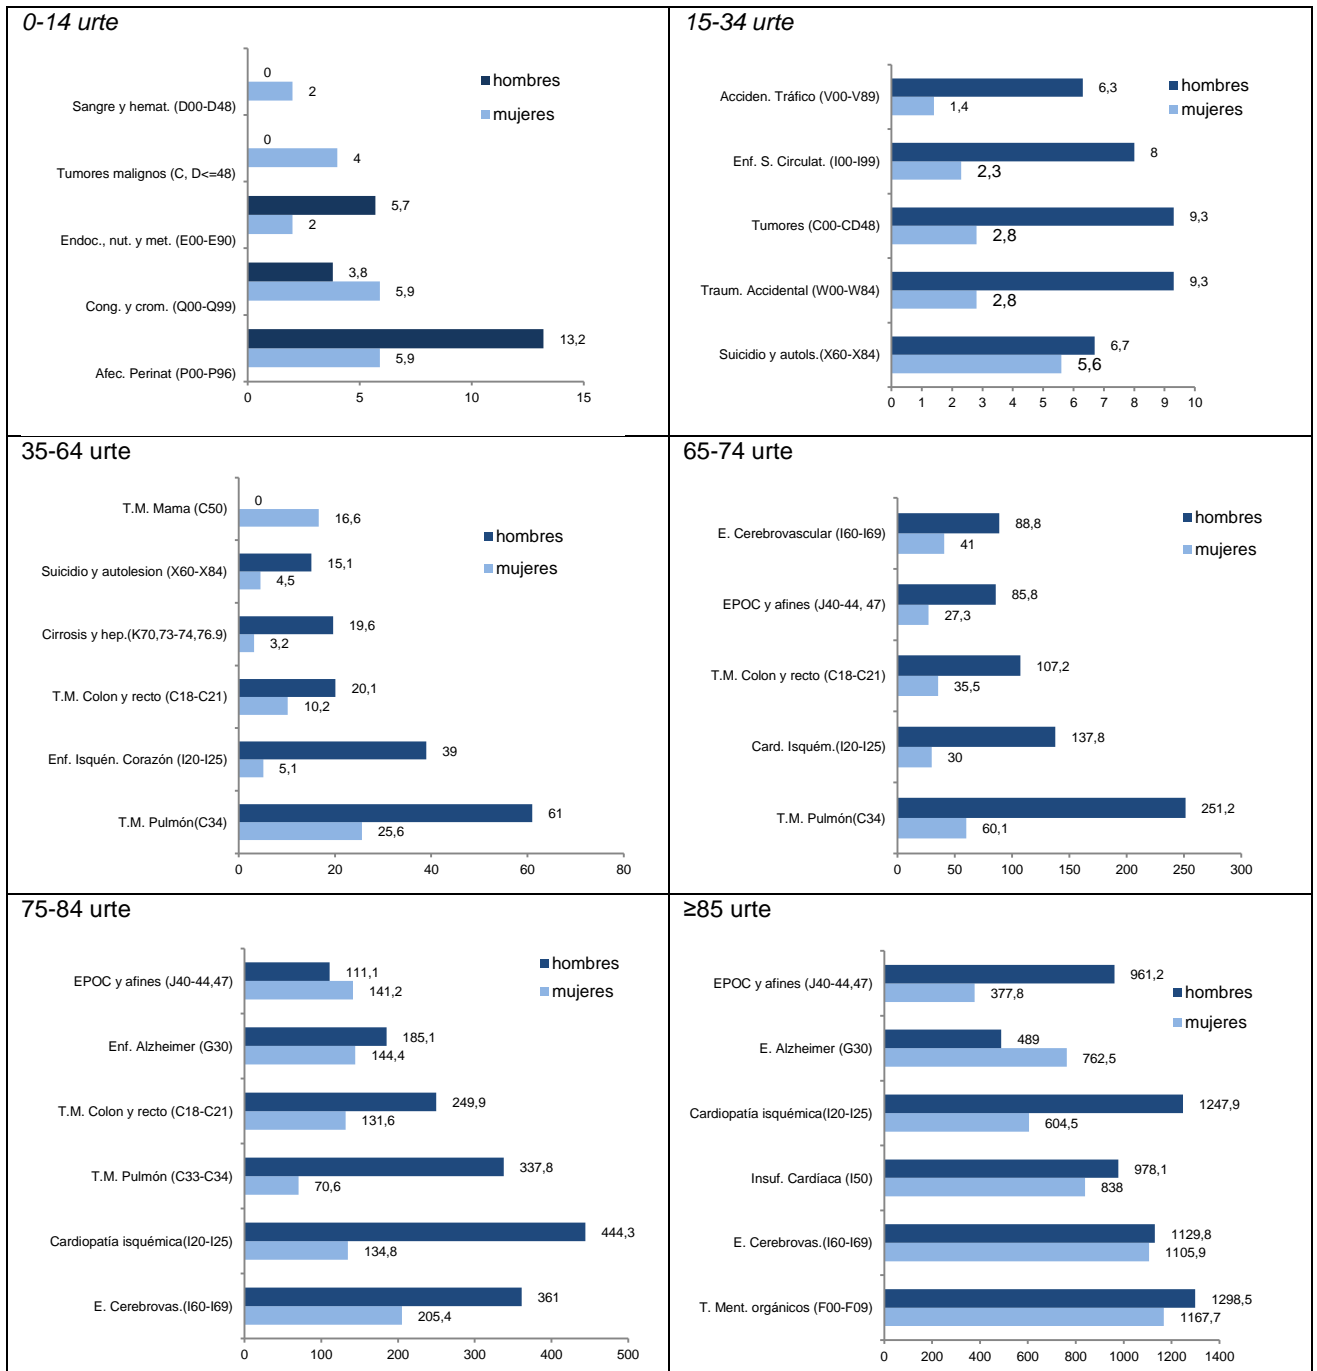 0-14 urte
0
Sangre y hemat. (D00-D48)
2
0
Tumores malignos (C, D<=48)
4
5,7
Endoc., nut. y met. (E00-E90)
2
3,8
Cong. y crom. (Q00-Q99)
5,9
13,2
Afec. Perinat (P00-P96)
5,9
0 5 10 15
hombres
mujeres
15-34 urte
Acciden. Tráfico (V00-V89)
6,3
1,4
Enf. S. Circulat. (I00-I99)
8
2,3
Tumores (C00-CD48)
9,3
2,8
Traum. Accidental (W00-W84)
9,3
2,8
Suicidio y autols.(X60-X84)
6,7
5,6
0 1 2 3 4 5 6 7 8 9 10
hombres
mujeres
35-64 urte
T.M. Mama (C50)
0
16,6
Suicidio y autolesion (X60-X84)
15,1
4,5
Cirrosis y hep.(K70,73-74,76.9)
19,6
3,2
T.M. Colon y recto (C18-C21)
20,1
10,2
Enf. Isquén. Corazón (I20-I25)
39
5,1
T.M. Pulmón(C34)
61
25,6
0 20 40 60 80
hombres
mujeres
65-74 urte
E. Cerebrovascular (I60-I69)
88,8
41
EPOC y afines (J40-44, 47)
85,8
27,3
T.M. Colon y recto (C18-C21)
107,2
35,5
Card. Isquém.(I20-I25)
137,8
30
T.M. Pulmón(C34)
251,2
60,1
0 50 100 150 200 250 300
hombres
mujeres
75-84 urte
EPOC y afines (J40-44,47)
111,1
141,2
Enf. Alzheimer (G30)
185,1
144,4
T.M. Colon y recto (C18-C21)
249,9
131,6
T.M. Pulmón (C33-C34)
337,8
70,6
Cardiopatía isquémica(I20-I25)
444,3
134,8
E. Cerebrovas.(I60-I69)
361
205,4
0 100 200 300 400 500
hombres
mujeres
≥85 urte
EPOC y afines (J40-44,47)
961,2
377,8
E. Alzheimer (G30)
489
762,5
Cardiopatía isquémica(I20-I25)
1247,9
604,5
Insuf. Cardíaca (I50)
978,1
838
E. Cerebrovas.(I60-I69)
1129,8
1105,9
T. Ment. orgánicos (F00-F09)
1298,5
1167,7
0 200 400 600 800 1000 1200 1400
hombres
mujeres